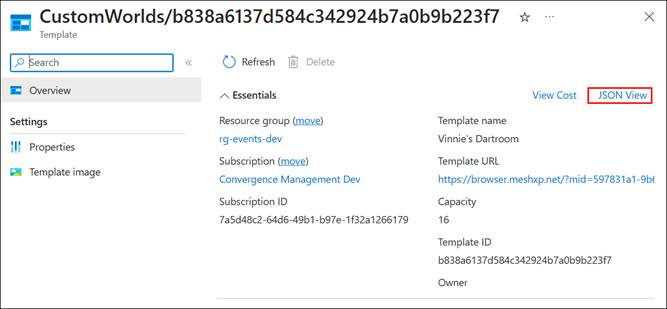 CustomWorlds/b838a6137d584c342924b7a0b9b223f7
Template
Search
Overview
Settings
Properties
Template image
Refresh Delete
Essentials
View Cost JSON View
Resource group (move)
rg-events-dev
Subscription (move)
Convergence Management Dev
Subscription ID
7a5d48c2-64d6-49b1-b97e-1f32a1266179
Template name
Vinnie's Dartroom
Template URL
https://browser.meshxp.net/?mid=597831a1-9b6
Capacity
16
Template ID
b838a6137d584c342924b7a0b9b223f7
Owner